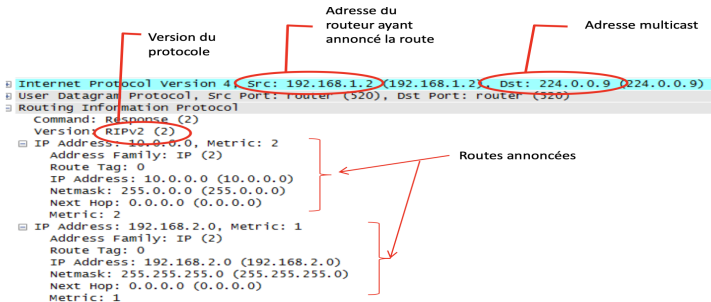 Adresse du
routeur ayant
annoncé la route
Adresse multicast
Version du
protocole
Internet Protocol Version 4, Src: 192.168.1.2 (192.168.1.2), Dst: 224.0.0.9 (224.0.0.9)
User Datagram Protocol, Src Port: router (520), Dst Port: router (520)
Routing Information Protocol
Command: Response (2)
Version: RIPv2 (2)
IP Address: 10.0.0.0, Metric: 2
Address Family: IP (2)
Route Tag: 0
IP Address: 10.0.0.0 (10.0.0.0)
Netmask: 255.0.0.0 (255.0.0.0)
Next Hop: 0.0.0.0 (0.0.0.0)
Metric: 2
Routes annoncées
IP Address: 192.168.2.0, Metric: 1
Address Family: IP (2)
Route Tag: 0
IP Address: 192.168.2.0 (192.168.2.0)
Netmask: 255.255.255.0 (255.255.255.0)
Next Hop: 0.0.0.0 (0.0.0.0)
Metric: 1